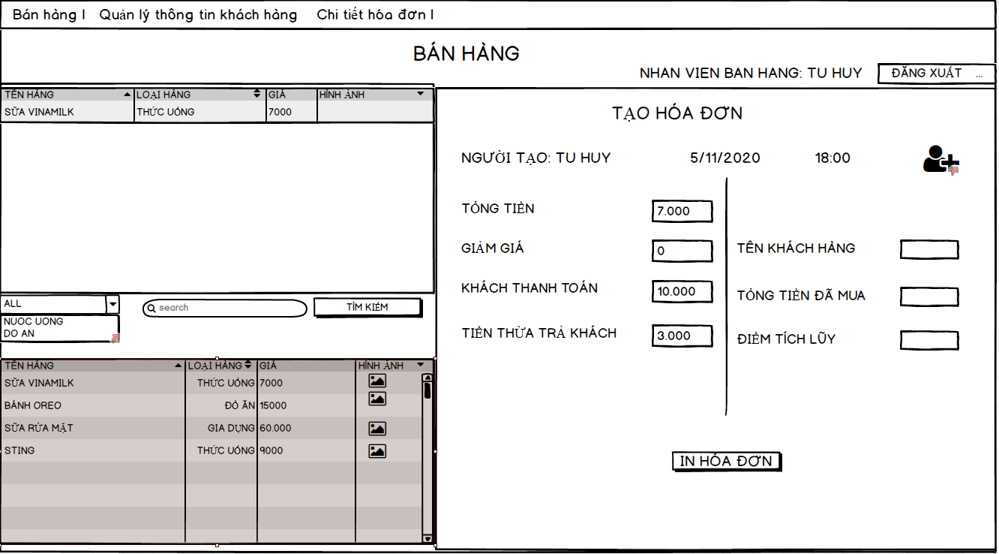 Bán hàng | Quản lý thông tin khách hàng Chi tiết hóa đơn |
BÁN HÀNG
NHAN VIEN BAN HANG: TU HUY ĐĂNG XUẤT ...
TÊN HÀNG LOẠI HÀNG GIÁ HÌNH ẢNH
SỮA VINAMILK THỨC UỐNG 7000
ALL search TÌM KIẾM
NUOC UONG
DO AN
TÊN HÀNG LOẠI HÀNG GIÁ HÌNH ẢNH
SỮA VINAMILK THỨC UỐNG 7000
BÁNH OREO ĐỒ ĂN 15000
SỮA RỬA MẶT GIA DỤNG 60.000
STING THỨC UỐNG 9000
TẠO HÓA ĐƠN
NGƯỜI TẠO: TU HUY 5/11/2020 18:00
TỔNG TIỀN 7.000
GIẢM GIÁ 0
KHÁCH THANH TOÁN 10.000
TIỀN THỪA TRẢ KHÁCH 3.000
TÊN KHÁCH HÀNG
TỔNG TIỀN ĐÃ MUA
ĐIỂM TÍCH LŨY
IN HÓA ĐƠN